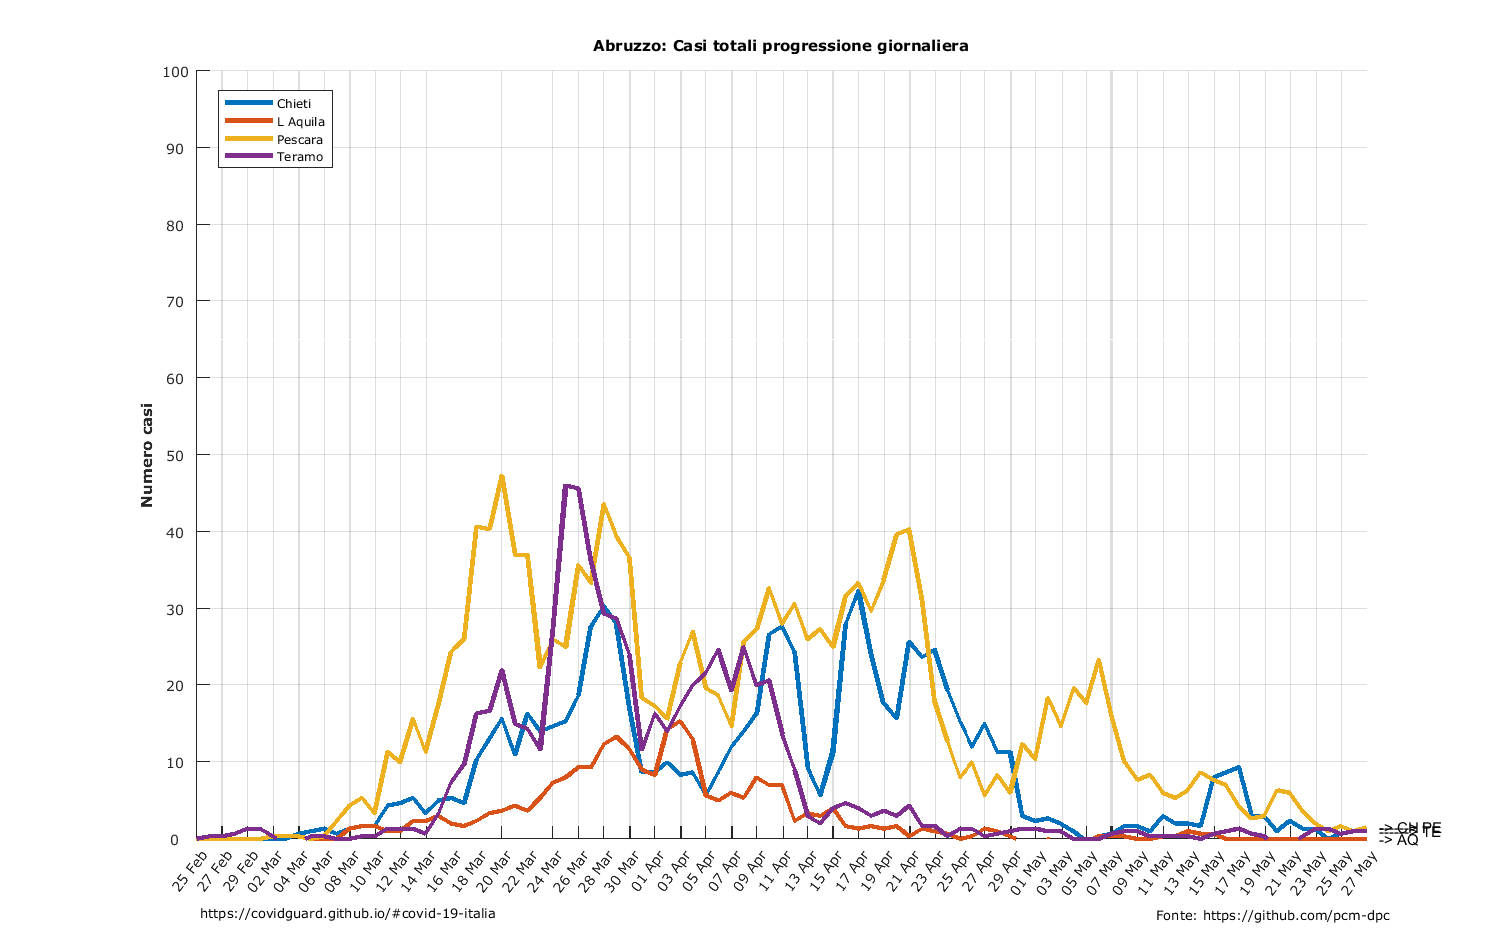 Abruzzo: Casi totali progressione giornaliera
Numero casi
100
90
80
70
60
50
40
30
20
10
0
Chieti
L Aquila
Pescara
Teramo
25 Feb
27 Feb
29 Feb
02 Mar
04 Mar
06 Mar
08 Mar
10 Mar
12 Mar
14 Mar
16 Mar
18 Mar
20 Mar
22 Mar
24 Mar
26 Mar
28 Mar
30 Mar
01 Apr
03 Apr
05 Apr
07 Apr
09 Apr
11 Apr
13 Apr
15 Apr
17 Apr
19 Apr
21 Apr
23 Apr
25 Apr
27 Apr
29 Apr
01 May
03 May
05 May
07 May
09 May
11 May
13 May
15 May
17 May
19 May
21 May
23 May
25 May
27 May
-> CH PE
TE
-> AQ
https://covidguard.github.io/#covid-19-italia
Fonte: https://github.com/pcm-dpc